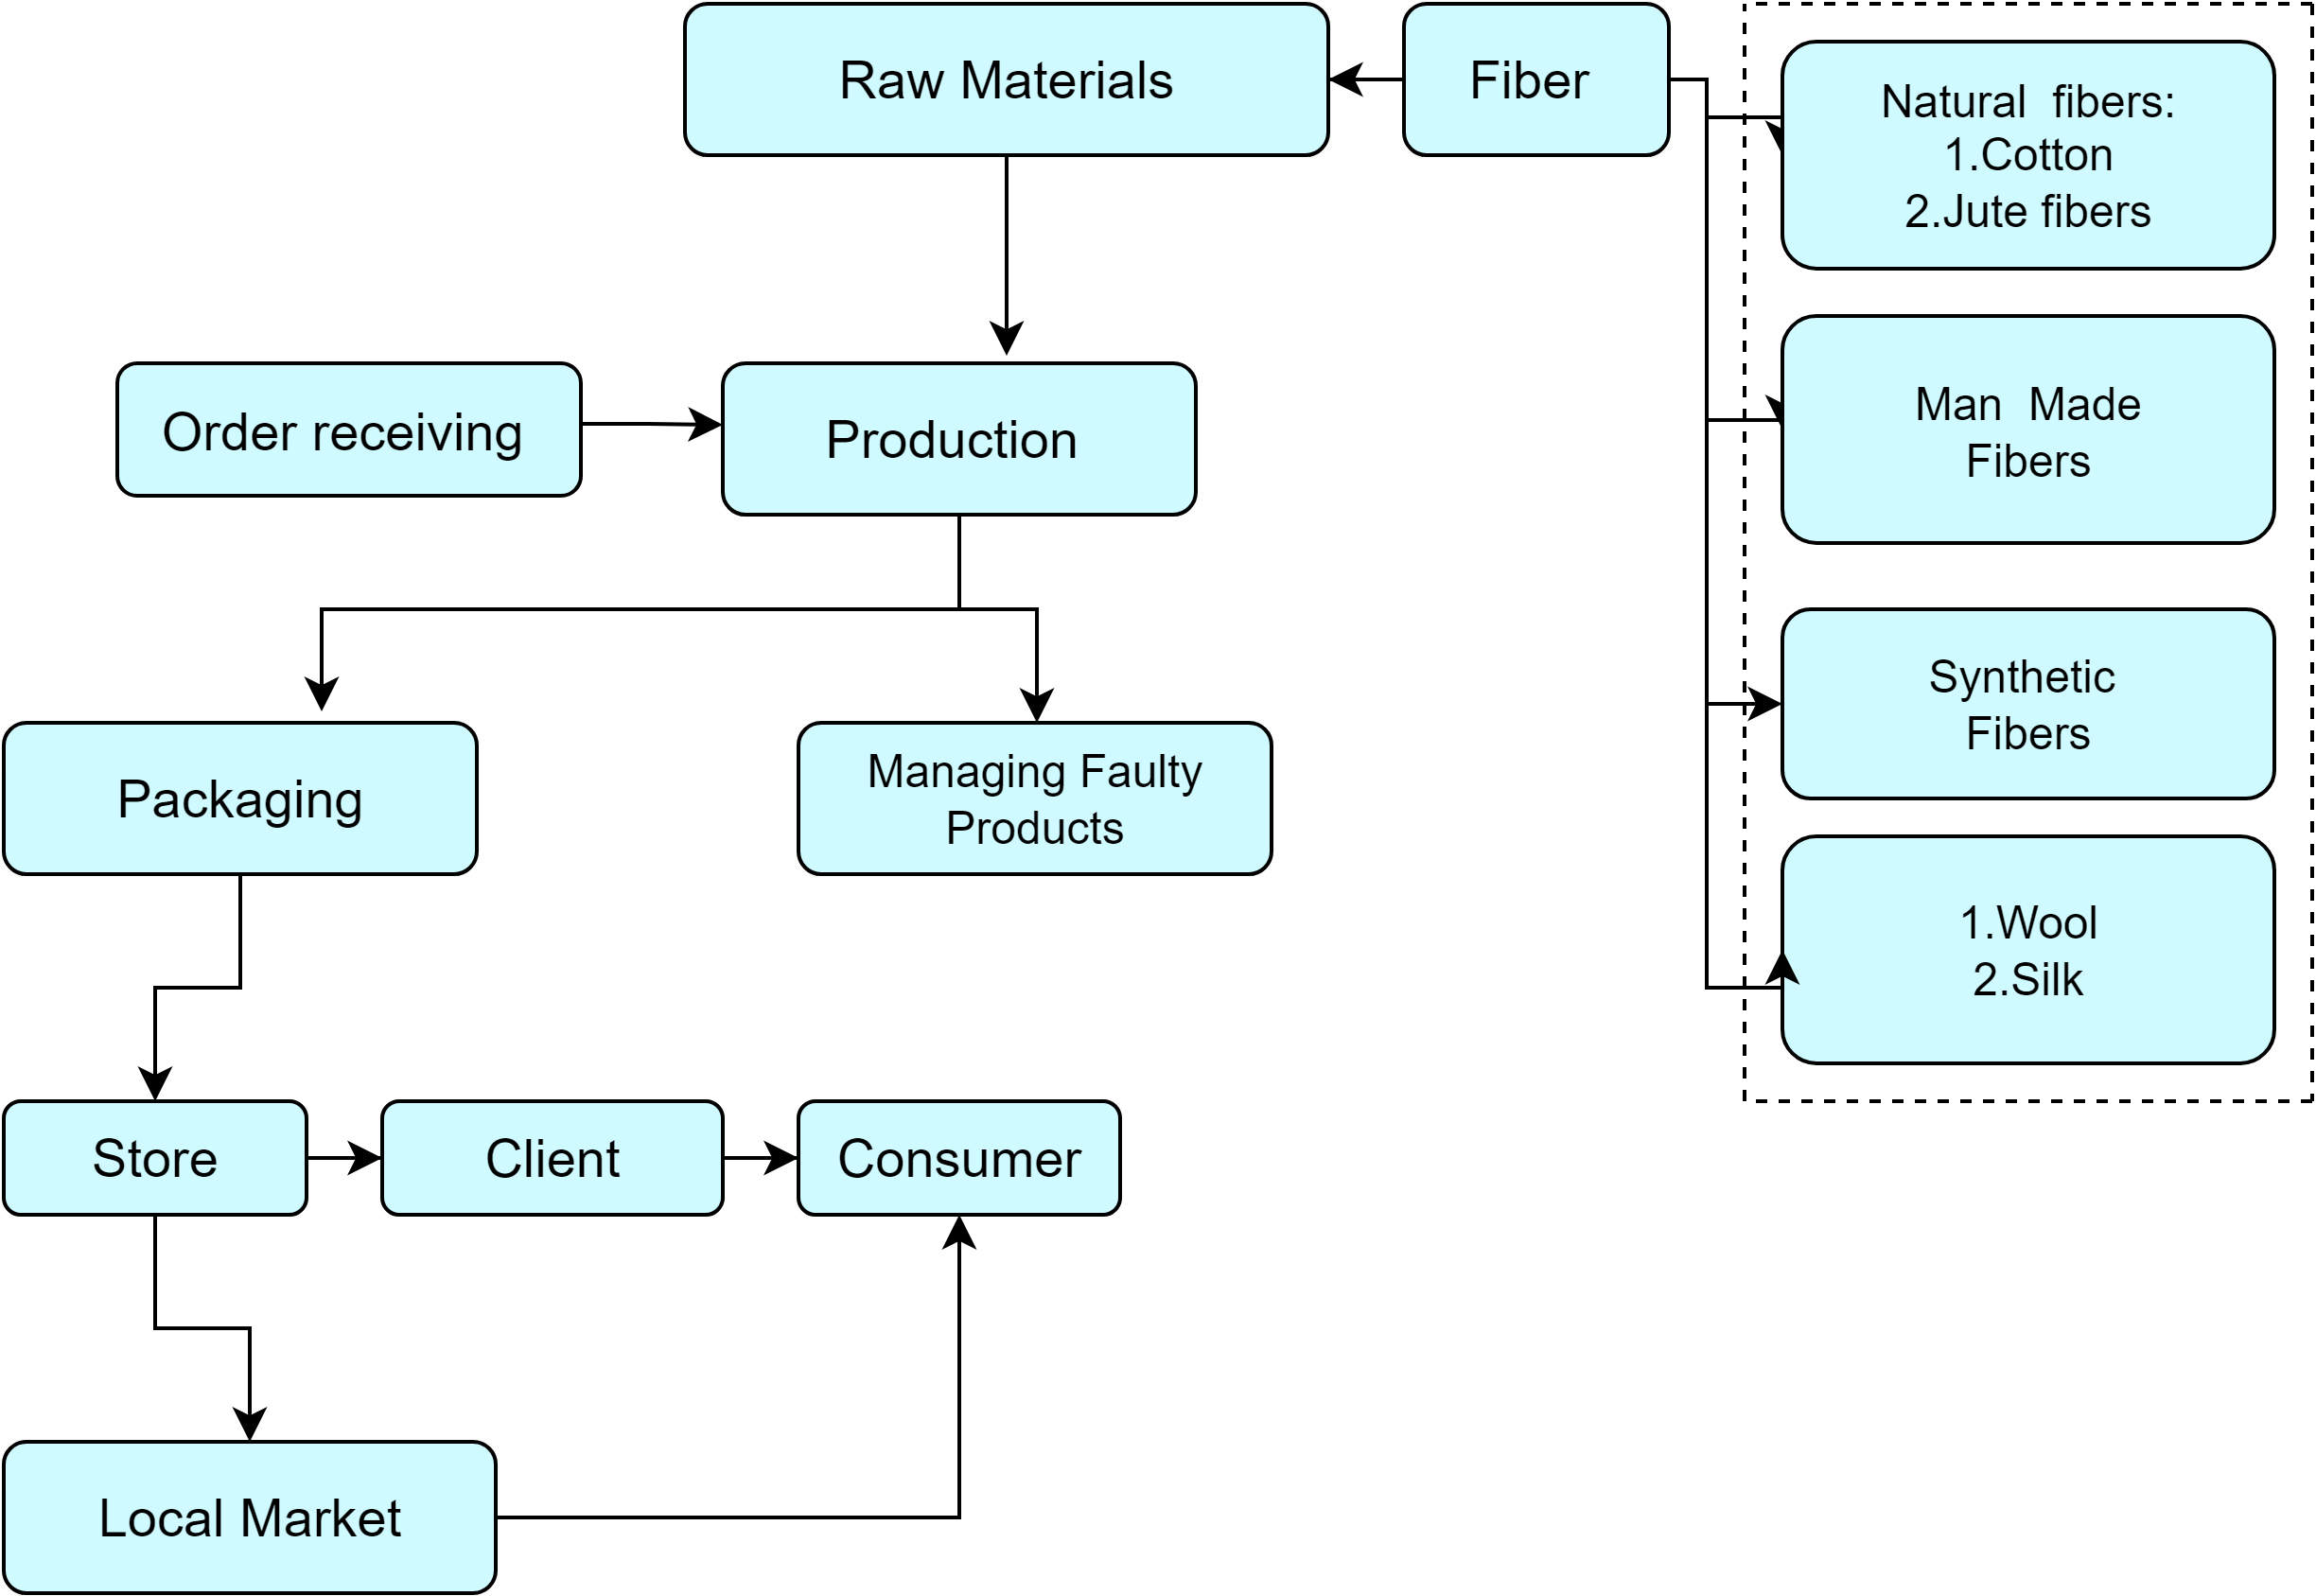 Raw Materials
Fiber
Natural  fibers:
1.Cotton
2.Jute fibers
Man  Made
Fibers
Order receiving
Production
Synthetic
Fibers
Packaging
Managing Faulty
Products
1.Wool
2.Silk
Store
Client
Consumer
Local Market